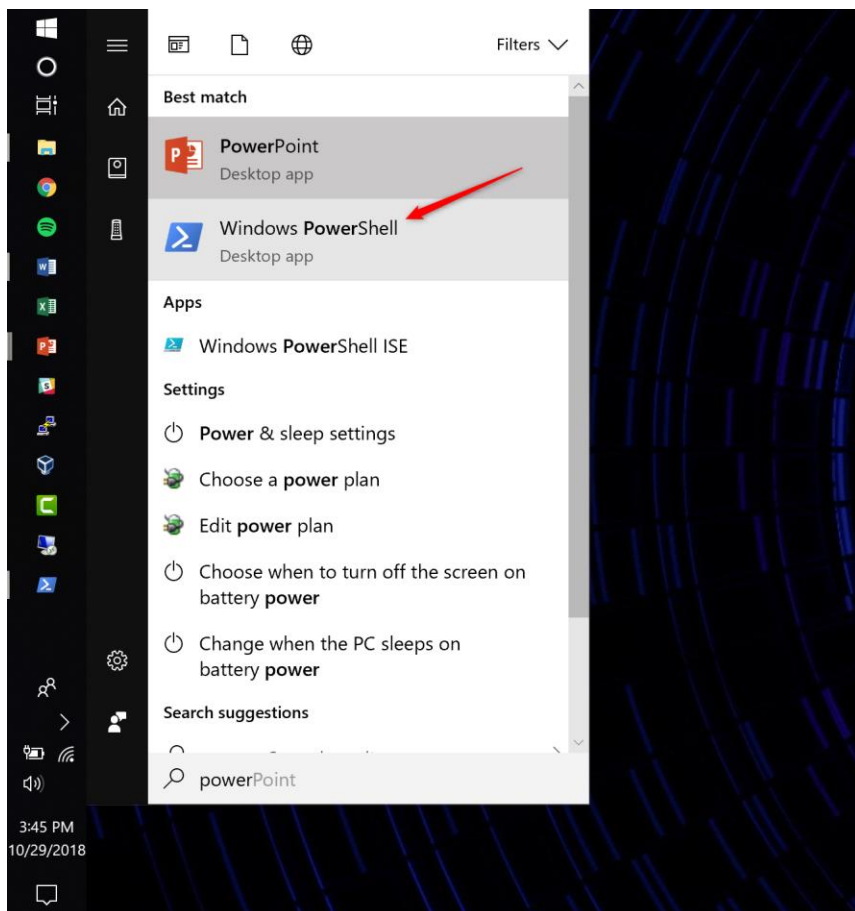 Filters
Best match
PowerPoint
Desktop app
Windows PowerShell
Desktop app
Apps
Windows PowerShell ISE
Settings
Power & sleep settings
Choose a power plan
Edit power plan
Choose when to turn off the screen on
battery power
Change when the PC sleeps on
battery power
Search suggestions
powerPoint
3:45 PM
10/29/2018